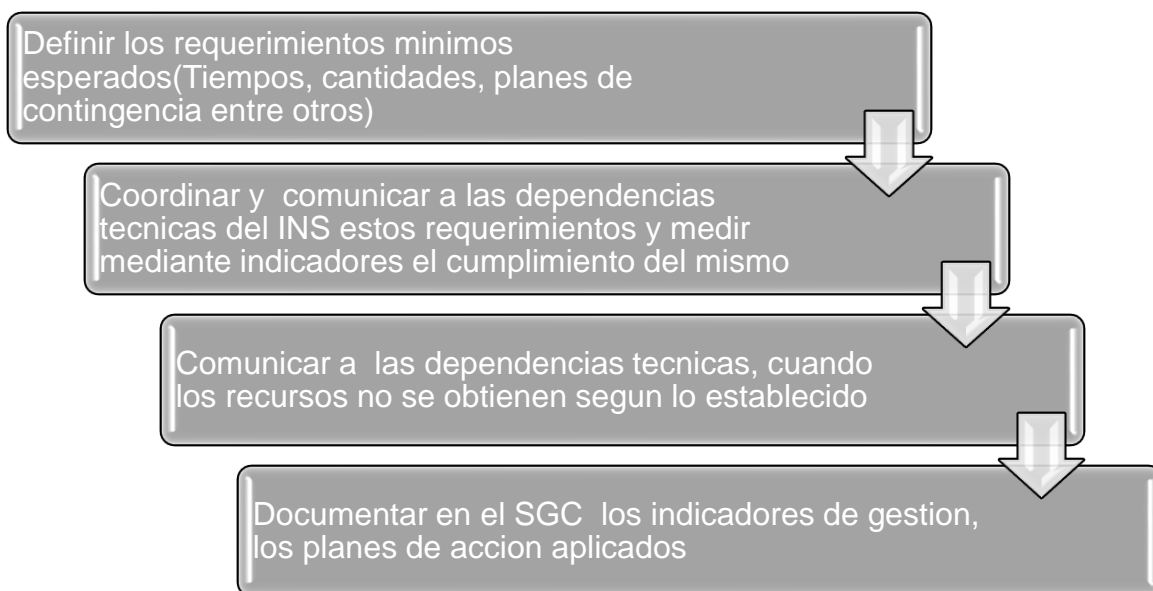 Definir los requerimientos minimos
esperados(Tiempos, cantidades, planes de
contingencia entre otros)
Coordinar y comunicar a las dependencias
tecnicas del INS estos requerimientos y medir
mediante indicadores el cumplimiento del mismo
Comunicar a las dependencias tecnicas, cuando
los recursos no se obtienen segun lo establecido
Documentar en el SGC los indicadores de gestion,
los planes de accion aplicados